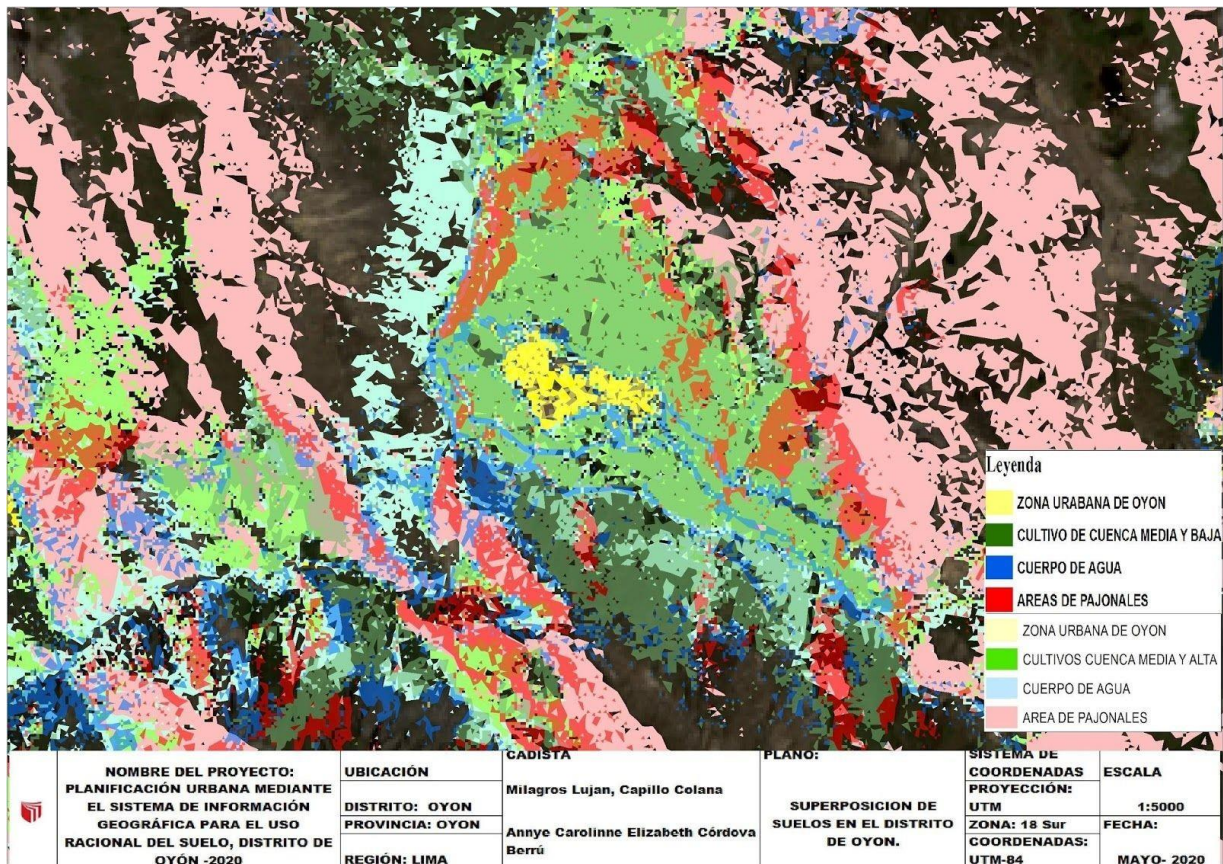 Leyenda
ZONA URABANA DE OYON
CULTIVO DE CUENCA MEDIA Y BAJA
CUERPO DE AGUA
AREAS DE PAJONALES
ZONA URBANA DE OYON
CULTIVOS CUENCA MEDIA Y ALTA
CUERPO DE AGUA
AREA DE PAJONALES
NOMBRE DEL PROYECTO:
PLANIFICACIÓN URBANA MEDIANTE
EL SISTEMA DE INFORMACIÓN
GEOGRÁFICA PARA EL USO
RACIONAL DEL SUELO, DISTRITO DE
OYÓN -2020
UBICACIÓN
DISTRITO: OYON
PROVINCIA: OYON
REGIÓN: LIMA
CADISTA
Milagros Lujan, Capillo Colana
Annye Carolinne Elizabeth Córdova
Berrú
PLANO:
SUPERPOSICION DE
SUELOS EN EL DISTRITO
DE OYON.
SISTEMA DE
COORDENADAS
PROYECCIÓN:
UTM
ZONA: 18 Sur
COORDENADAS:
UTM-84
ESCALA
1:5000
FECHA:
MAYO- 2020